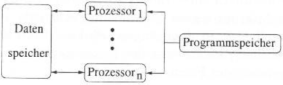 Prozessor1
Daten
speicher
Programmspeicher
Prozessorn